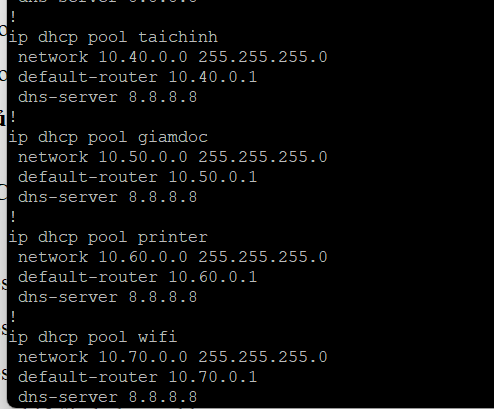 !
ip dhcp pool taichinh
network 10.40.0.0 255.255.255.0
default-router 10.40.0.1
dns-server 8.8.8.8
!
ip dhcp pool giamdoc
network 10.50.0.0 255.255.255.0
default-router 10.50.0.1
dns-server 8.8.8.8
!
ip dhcp pool printer
network 10.60.0.0 255.255.255.0
default-router 10.60.0.1
dns-server 8.8.8.8
!
ip dhcp pool wifi
network 10.70.0.0 255.255.255.0
default-router 10.70.0.1
dns-server 8.8.8.8